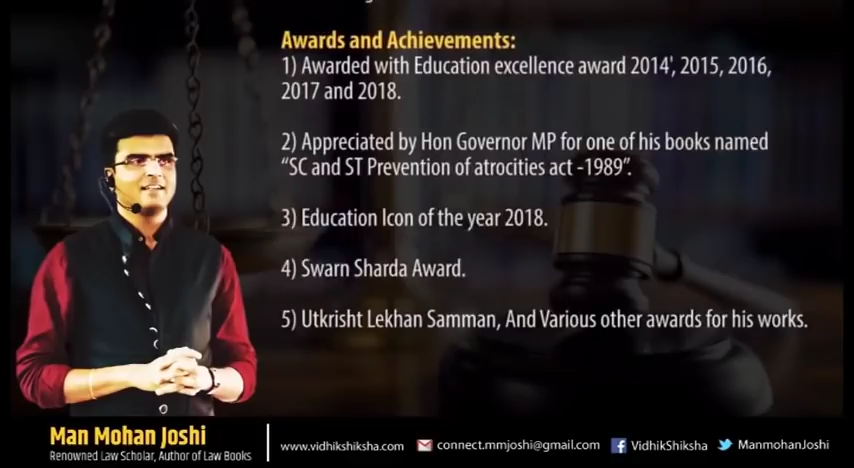 Awards and Achievements:
1) Awarded with Education excellence award 2014', 2015, 2016,
2017 and 2018.
2) Appreciated by Hon Governor MP for one of his books named
“SC and ST Prevention of atrocities act -1989”.
3) Education Icon of the year 2018.
4) Swarn Sharda Award.
5) Utkrisht Lekhan Samman, And Various other awards for his works.
Man Mohan Joshi
Renowned Law Scholar, Author of Law Books
www.vidhikshiksha.com connect.mmjoshi@gmail.com VidhikShiksha ManmohanJoshi